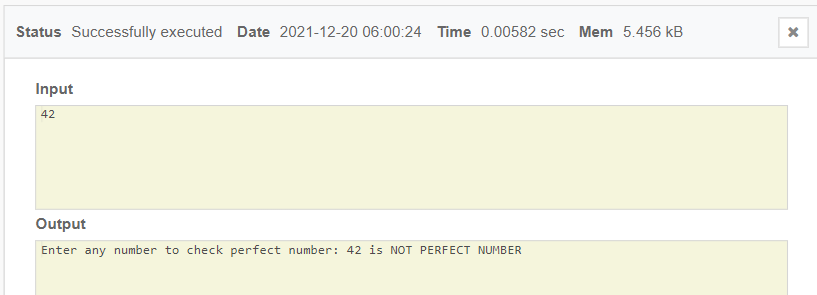 Status Successfully executed Date 2021-12-20 06:00:24 Time 0.00582 sec Mem 5.456 kB ✖
Input
42
Output
Enter any number to check perfect number: 42 is NOT PERFECT NUMBER